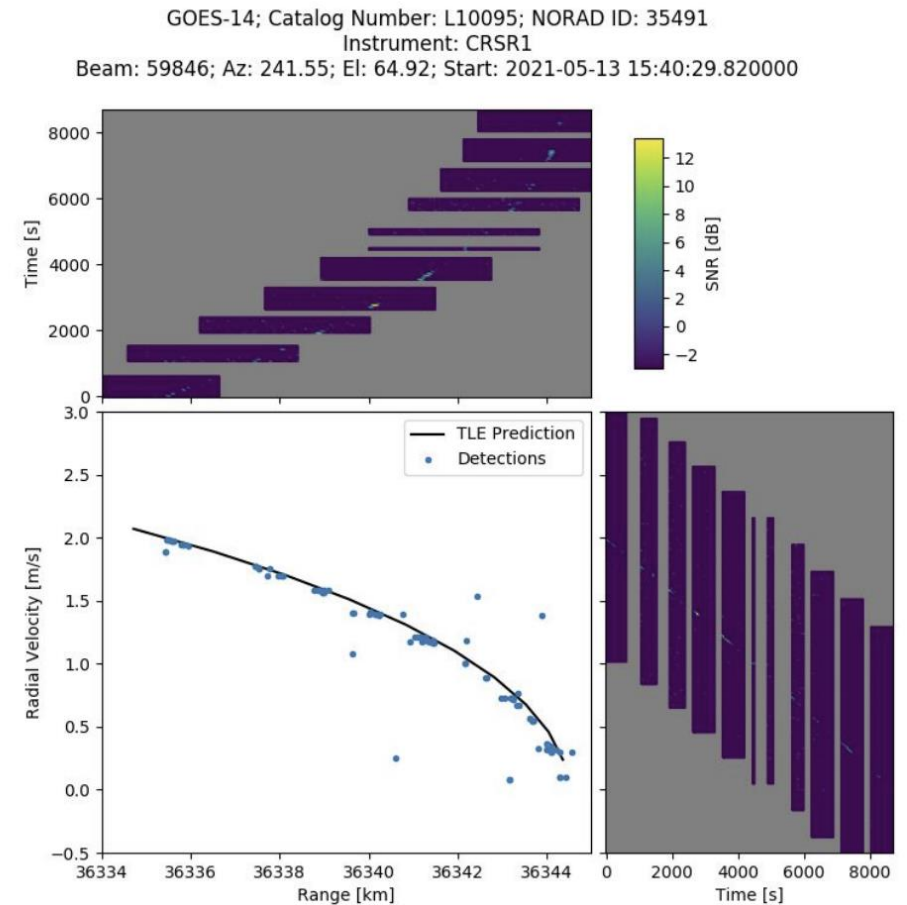 GOES-14; Catalog Number: L10095; NORAD ID: 35491
Instrument: CRSR1
Beam: 59846; Az: 241.55; El: 64.92; Start: 2021-05-13 15:40:29.820000
8000
6000
4000
2000
0
Time [s]
12
10
8
6
4
2
0
−2
SNR [dB]
3.0
2.5
2.0
1.5
1.0
0.5
0.0
−0.5
Radial Velocity [m/s]
TLE Prediction
Detections
36334 36336 36338 36340 36342 36344
Range [km]
0 2000 4000 6000 8000
Time [s]